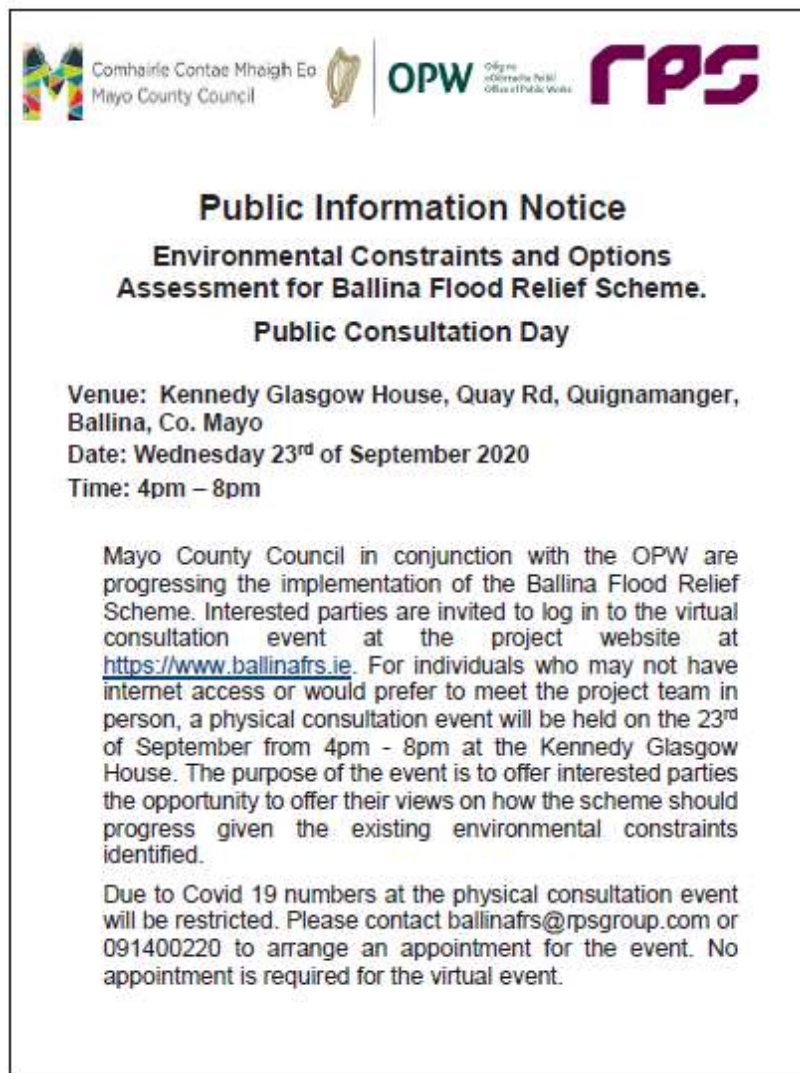 Comhairle Contae Mhaigh Eo
Mayo County Council
OPW
Oifig na
nOibreacha Poiblí
Office of Public Works
rps
Public Information Notice
Environmental Constraints and Options
Assessment for Ballina Flood Relief Scheme.
Public Consultation Day
Venue: Kennedy Glasgow House, Quay Rd, Quignamanger,
Ballina, Co. Mayo
Date: Wednesday 23rd of September 2020
Time: 4pm – 8pm
Mayo County Council in conjunction with the OPW are
progressing the implementation of the Ballina Flood Relief
Scheme. Interested parties are invited to log in to the virtual
consultation event at the project website at
https://www.ballinafrs.ie. For individuals who may not have
internet access or would prefer to meet the project team in
person, a physical consultation event will be held on the 23rd
of September from 4pm - 8pm at the Kennedy Glasgow
House. The purpose of the event is to offer interested parties
the opportunity to offer their views on how the scheme should
progress given the existing environmental constraints
identified.
Due to Covid 19 numbers at the physical consultation event
will be restricted. Please contact ballinafrs@rpsgroup.com or
091400220 to arrange an appointment for the event. No
appointment is required for the virtual event.